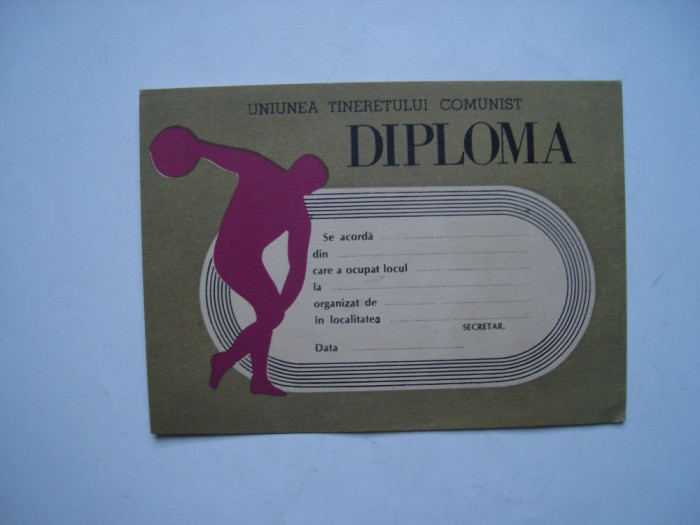 UNIUNEA TINERETULUI COMUNIST
DIPLOMA
Se acordă
din
care a ocupat locul
la
organizat de
în localitatea
SECRETAR,
Data